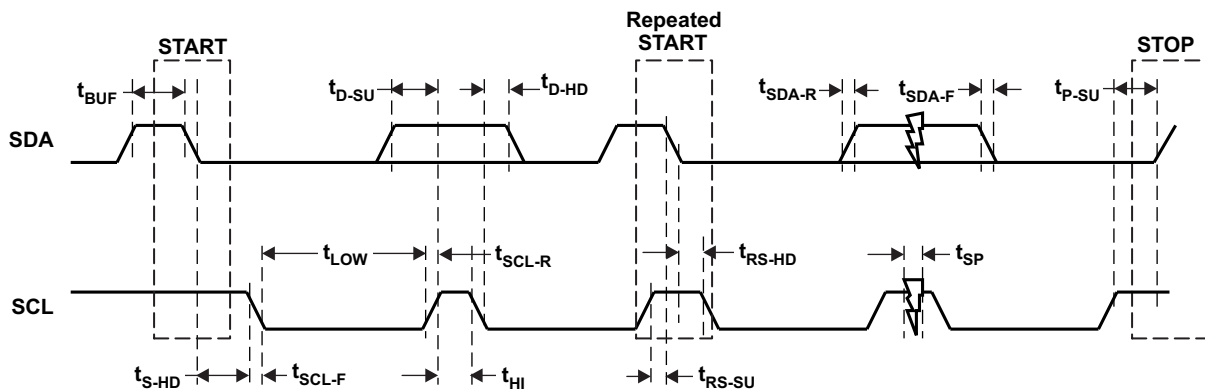 START
Repeated
START
STOP
tBUF
tD-SU
tD-HD
tSDA-R
tSDA-F
tP-SU
SDA
tLOW
tSCL-R
tRS-HD
tSP
SCL
tS-HD
tSCL-F
tHI
tRS-SU